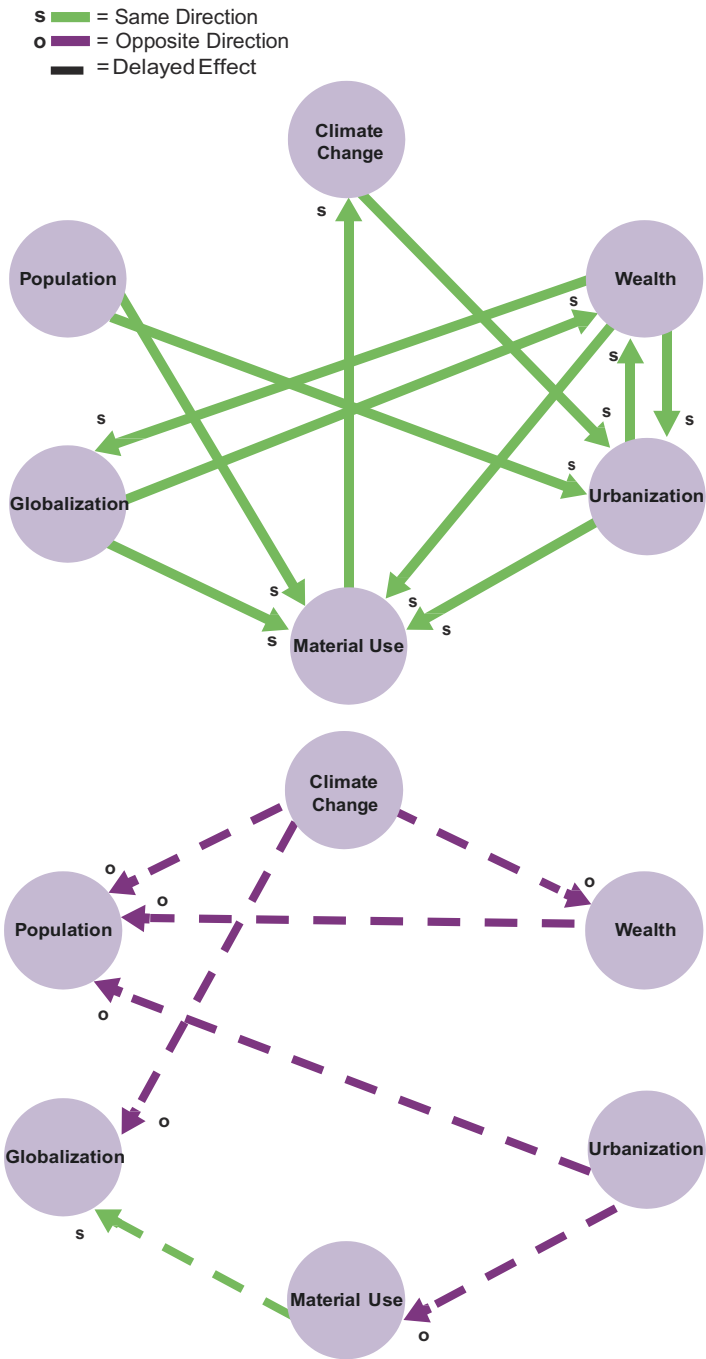 s = Same Direction
o = Opposite Direction
= Delayed Effect
Climate
Change
s
Population
Wealth
s
s
s
s
s
s
Globalization
Urbanization
s
s
s
s
Material Use
Climate
Change
o
o
o
Population
Wealth
o
o
Urbanization
Globalization
s
Material Use
o